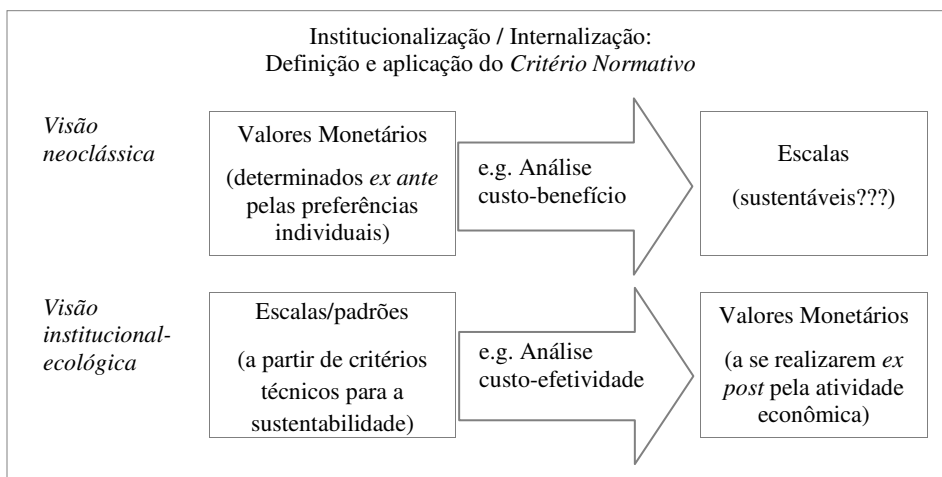 Institucionalização / Internalização:
Definição e aplicação do Critério Normativo
Visão
neoclássica
Valores Monetários
(determinados ex ante
pelas preferências
individuais)
e.g. Análise
custo-benefício
Escalas
(sustentáveis???)
Visão
institucional-
ecológica
Escalas/padrões
(a partir de critérios
técnicos para a
sustentabilidade)
e.g. Análise
custo-efetividade
Valores Monetários
(a se realizarem ex
post pela atividade
econômica)